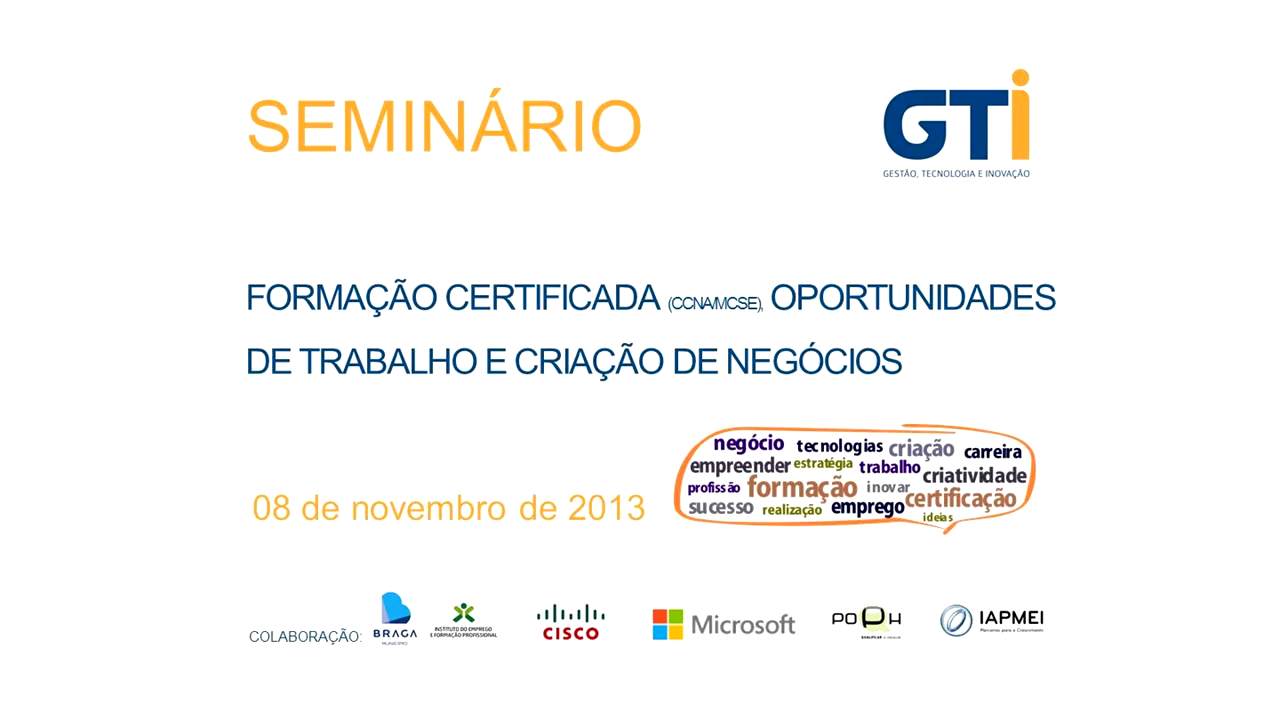 SEMINÁRIO
GTi
GESTÃO, TECNOLOGIA E INOVAÇÃO
FORMAÇÃO CERTIFICADA (CCNA/MCSE), OPORTUNIDADES
DE TRABALHO E CRIAÇÃO DE NEGÓCIOS
negócio tecnologias criação carreira
empreender estratégia trabalho criatividade
profissão formação inovar certificação
sucesso realização emprego ideias
08 de novembro de 2013
COLABORAÇÃO:
BRAGA
MUNICÍPIO
INSTITUTO DO EMPREGO
E FORMAÇÃO PROFISSIONAL
CISCO
Microsoft
POPH
IAPMEI
Parcerias para o Crescimento